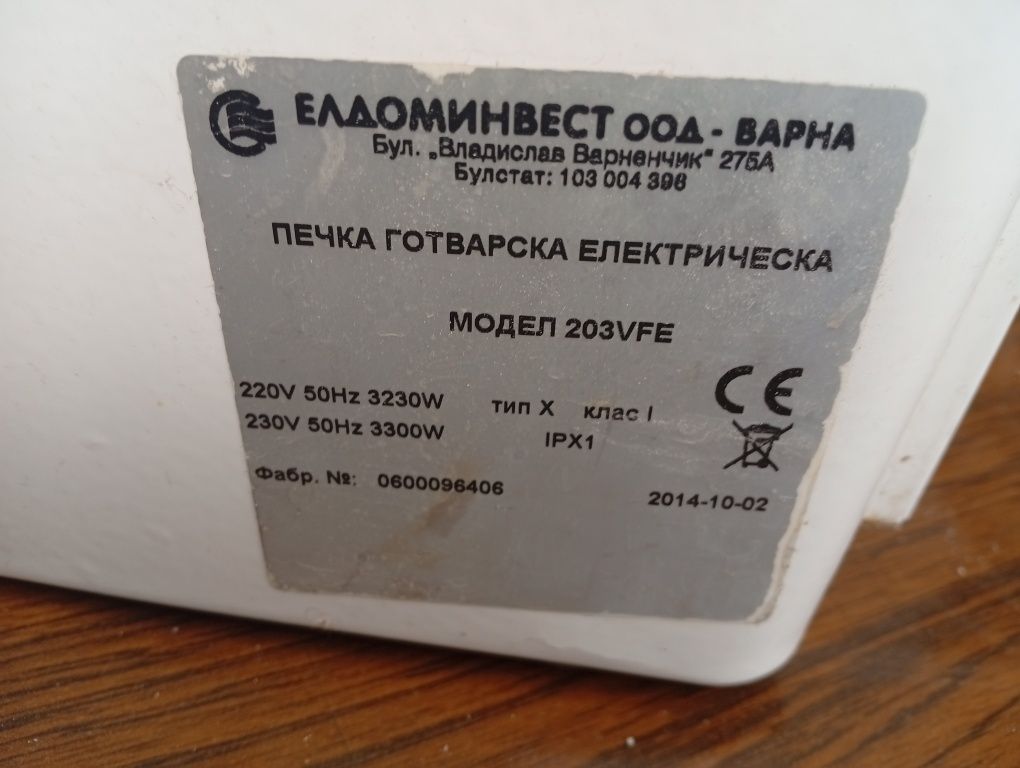 ЕЛДОМИНВЕСТ ООД - ВАРНА
Бул. „Владислав Варненчик" 275А
Булстат: 103 004 396
ПЕЧКА ГОТВАРСКА ЕЛЕКТРИЧЕСКА
МОДЕЛ 203VFE
220V 50Hz 3230W тип X клас I
230V 50Hz 3300W IPX1
CE
Фабр. №: 0600096406
2014-10-02